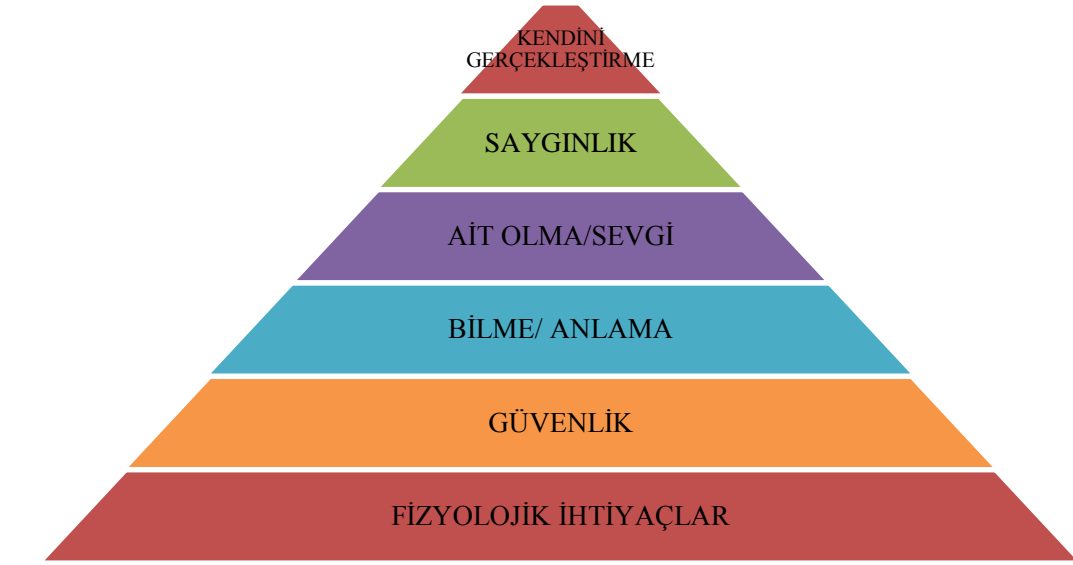 KENDİNİ
GERÇEKLEŞTİRME
SAYGINLIK
AİT OLMA/SEVGİ
BİLME/ ANLAMA
GÜVENLİK
FİZYOLOJİK İHTİYAÇLAR